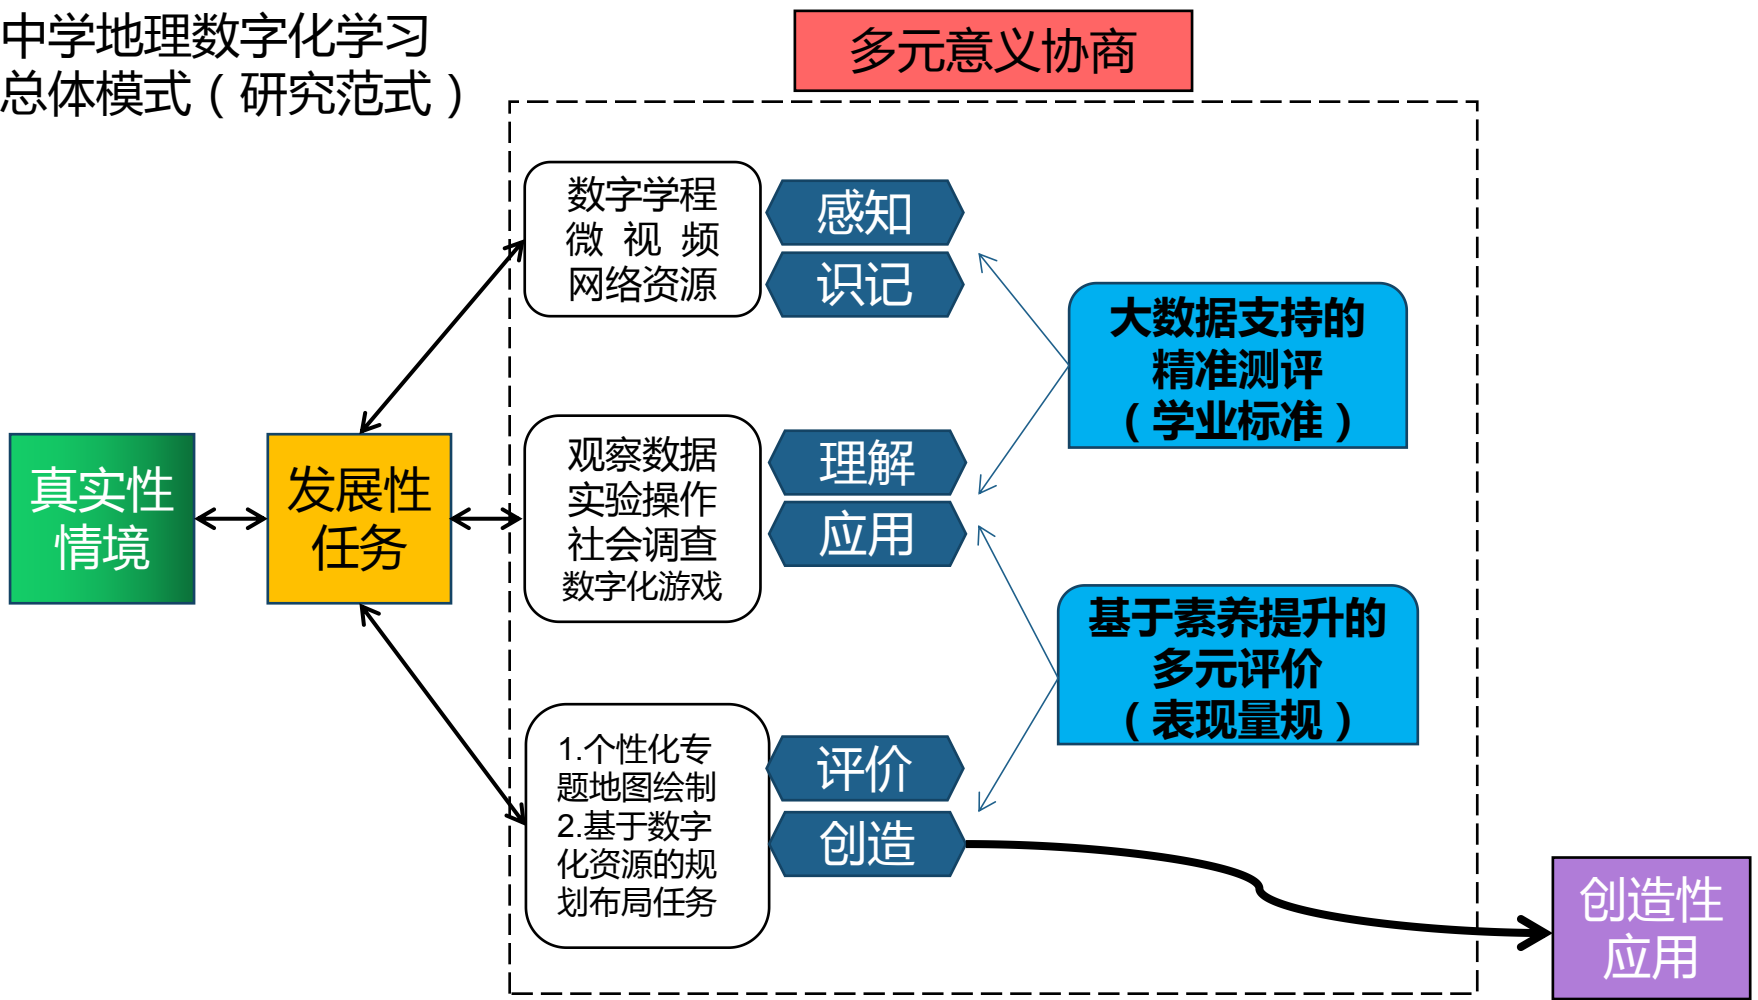 中学地理数字化学习
总体模式（研究范式）
多元意义协商
数字学程
微 视 频
网络资源
感知
识记
大数据支持的
精准测评
（学业标准）
真实性
情境
发展性
任务
观察数据
实验操作
社会调查
数字化游戏
理解
应用
基于素养提升的
多元评价
（表现量规）
1.个性化专
题地图绘制
2.基于数字
化资源的规
划布局任务
评价
创造
创造性
应用